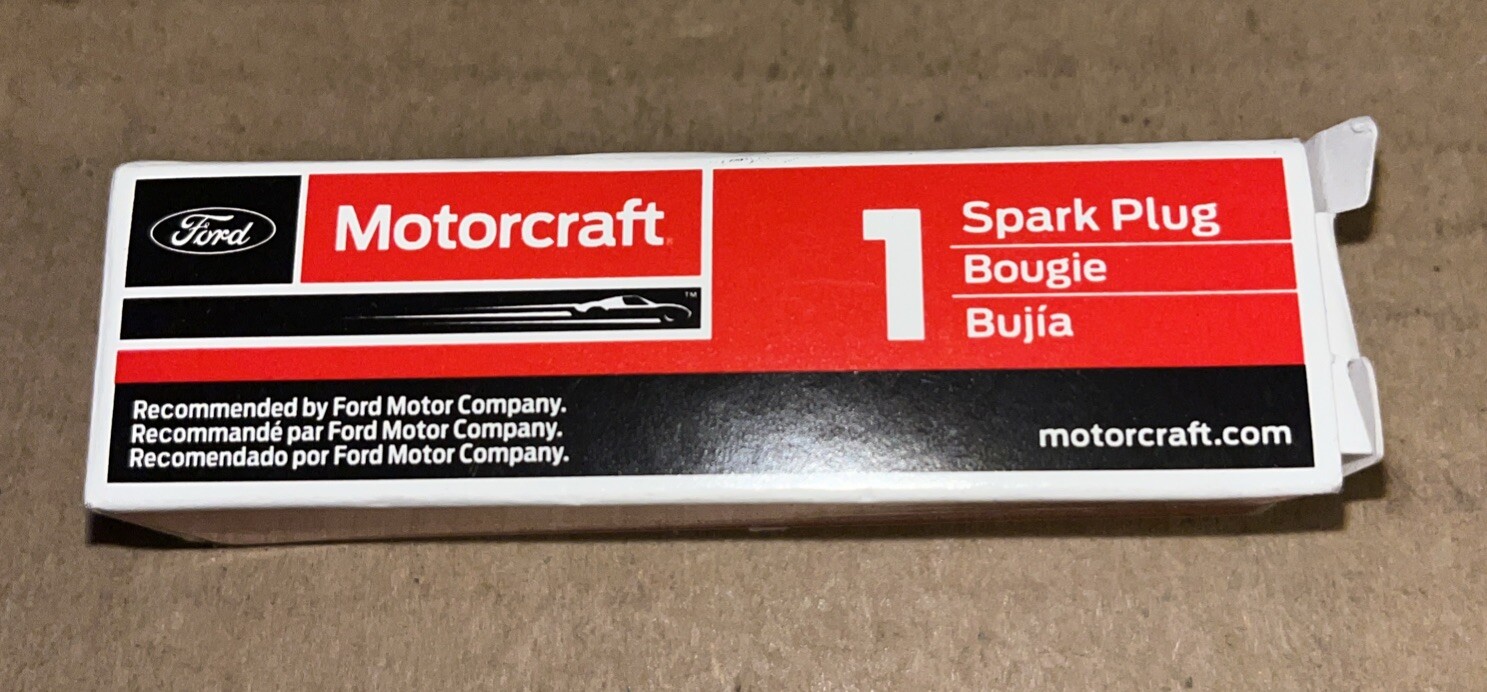 Ford
Motorcraft®
TM
1
Spark Plug
Bougie
Bujía
Recommended by Ford Motor Company.
Recommandé par Ford Motor Company.
Recomendado por Ford Motor Company.
motorcraft.com